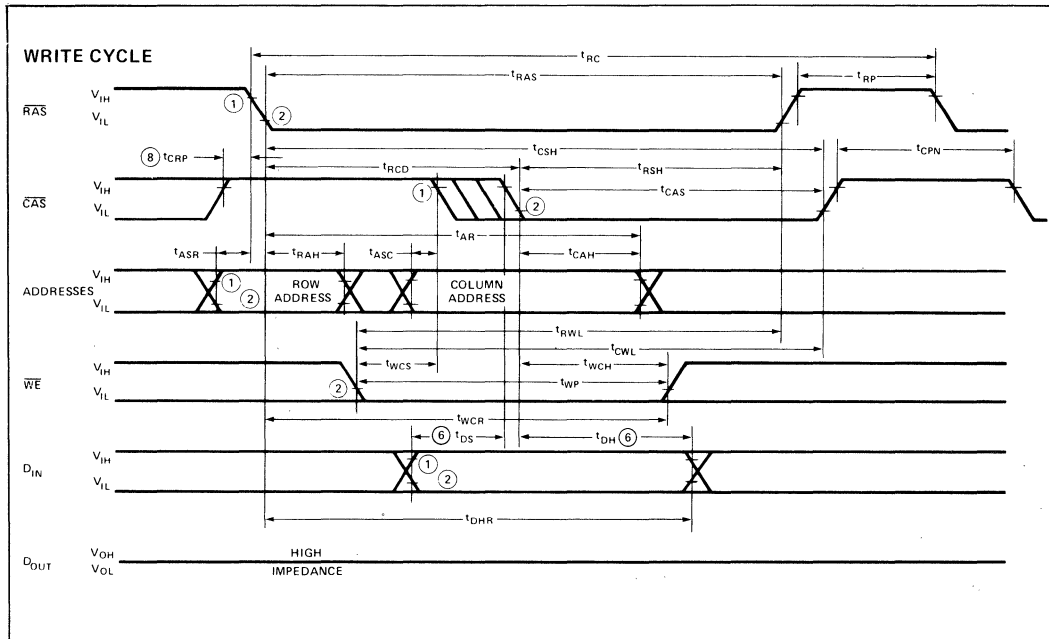 WRITE CYCLE
tRC
tRAS
tRP
RAS
VIH
VIL
1
2
tCSH
tCPN
8 tCRP
tRCD
tRSH
tCAS
CAS
VIH
VIL
1
2
tAR
tASR
tRAH
tASC
tCAH
ADDRESSES
VIH
VIL
1
2
ROW ADDRESS
COLUMN ADDRESS
tRWL
tCWL
tWCS
tWCH
WE
VIH
VIL
2
tWP
tWCR
6 tDS
tDH 6
DIN
VIH
VIL
1
2
tDHR
DOUT
VOH
VOL
HIGH
IMPEDANCE